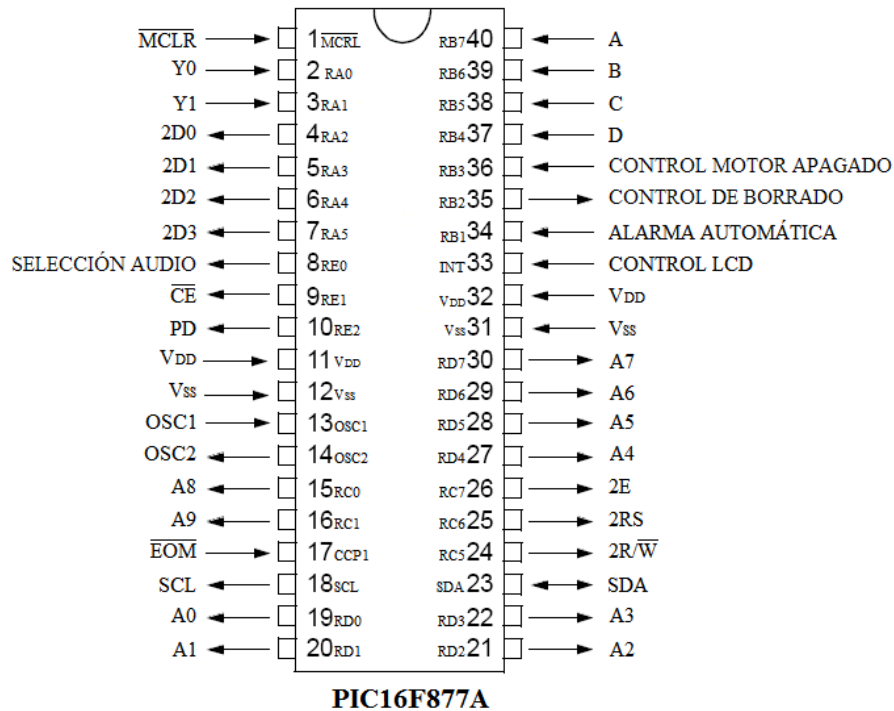 MCLR 1 MCRL RB7 40 A
Y0 2 RA0 RB6 39 B
Y1 3 RA1 RB5 38 C
2D0 4 RA2 RB4 37 D
2D1 5 RA3 RB3 36 CONTROL MOTOR APAGADO
2D2 6 RA4 RB2 35 CONTROL DE BORRADO
2D3 7 RA5 RB1 34 ALARMA AUTOMÁTICA
SELECCIÓN AUDIO 8 RE0 INT 33 CONTROL LCD
CE 9 RE1 VDD 32 VDD
PD 10 RE2 VSS 31 VSS
VDD 11 VDD RD7 30 A7
VSS 12 VSS RD6 29 A6
OSC1 13 OSC1 RD5 28 A5
OSC2 14 OSC2 RD4 27 A4
A8 15 RC0 RC7 26 2E
A9 16 RC1 RC6 25 2RS
EOM 17 CCP1 RC5 24 2R/W
SCL 18 SCL SDA 23 SDA
A0 19 RD0 RD3 22 A3
A1 20 RD1 RD2 21 A2
PIC16F877A